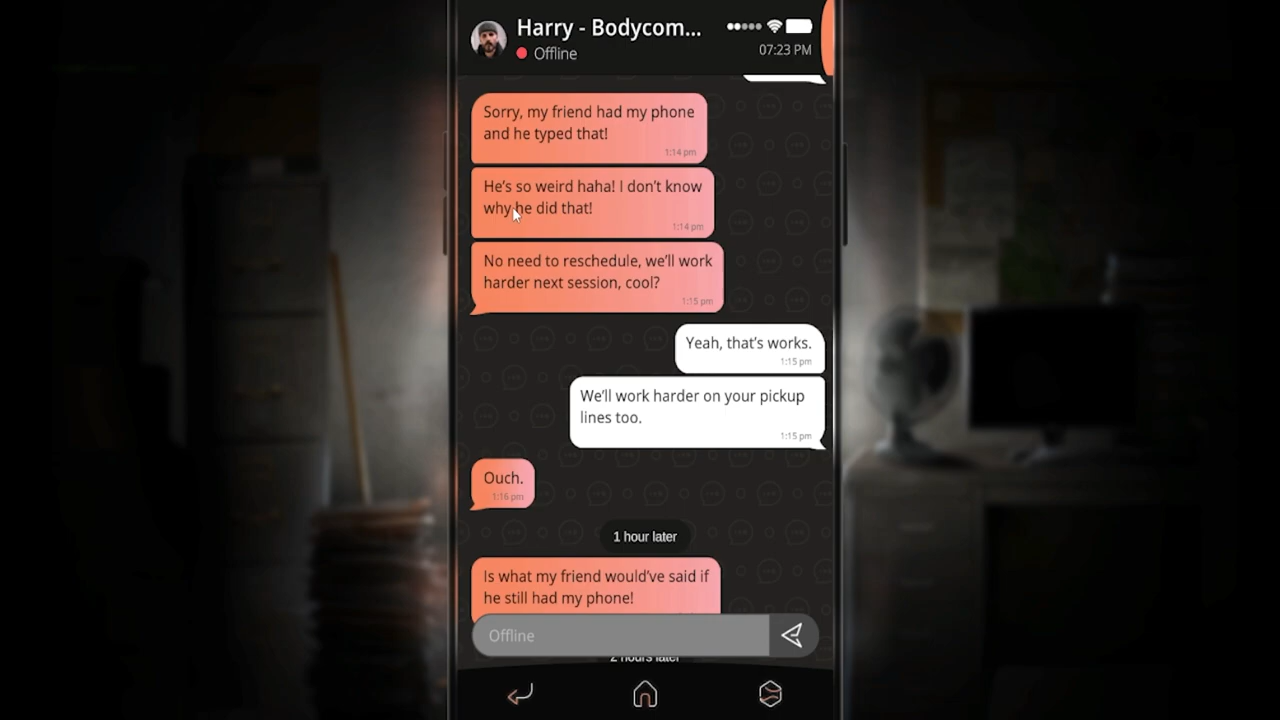 Harry - Bodycom...
Offline
07:23 PM
Sorry, my friend had my phone
and he typed that!
1:14 pm
He's so weird haha! I don't know
why he did that!
1:14 pm
No need to reschedule, we'll work
harder next session, cool?
1:15 pm
Yeah, that's works.
1:15 pm
We'll work harder on your pickup
lines too.
1:15 pm
Ouch.
1:16 pm
1 hour later
Is what my friend would've said if
he still had my phone!
Offline
2 hours later